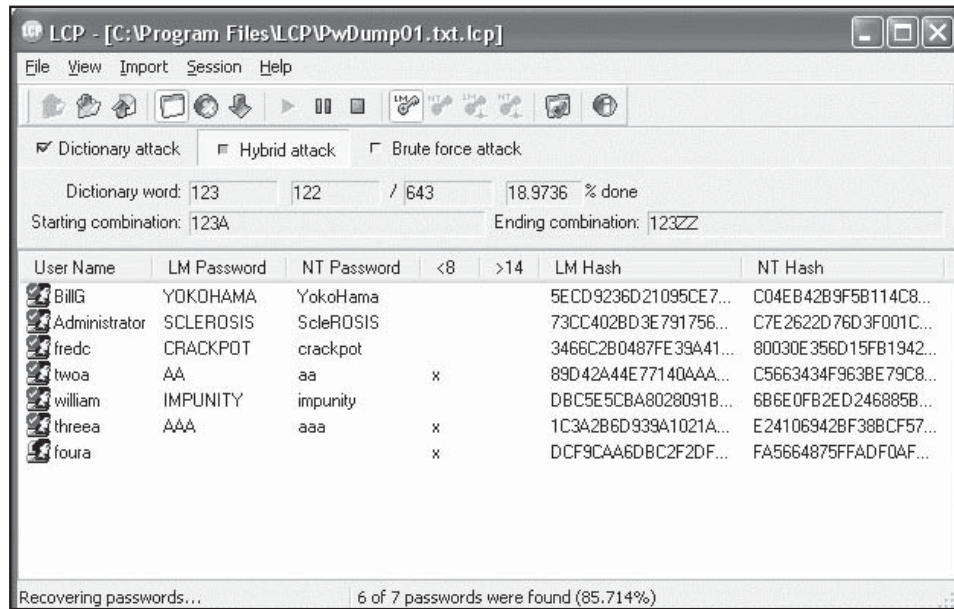 LCP - [C:\Program Files\LCP\PwDump01.txt.lcp]
File View Import Session Help
Dictionary attack Hybrid attack Brute force attack
Dictionary word: 123 122 / 643 18.9736 % done
Starting combination: 123A Ending combination: 123ZZ
User Name LM Password NT Password <8 >14 LM Hash NT Hash
BillG YOKOHAMA YokoHama 5ECD9236D21095CE7... C04EB42B9F5B114C8...
Administrator SCLEROSIS ScleROSIS 73CC402BD3E791756... C7E2622D76D3F001C...
fredc CRACKPOT crackpot 3466C2B0487FE39A41... 80030E356D15FB1942...
twoa AA aa x 89D42A44E77140AAA... C5663434F963BE79C8...
william IMPUNITY impunity DBC5E5CBA8028091B... 6B6E0FB2ED246885B...
threea AAA aaa x 1C3A2B6D939A1021A... E24106942BF38BCF57...
foura x DCF9CAA6DBC2F2DF... FA5664875FFADF0AF...
Recovering passwords... 6 of 7 passwords were found (85.714%)